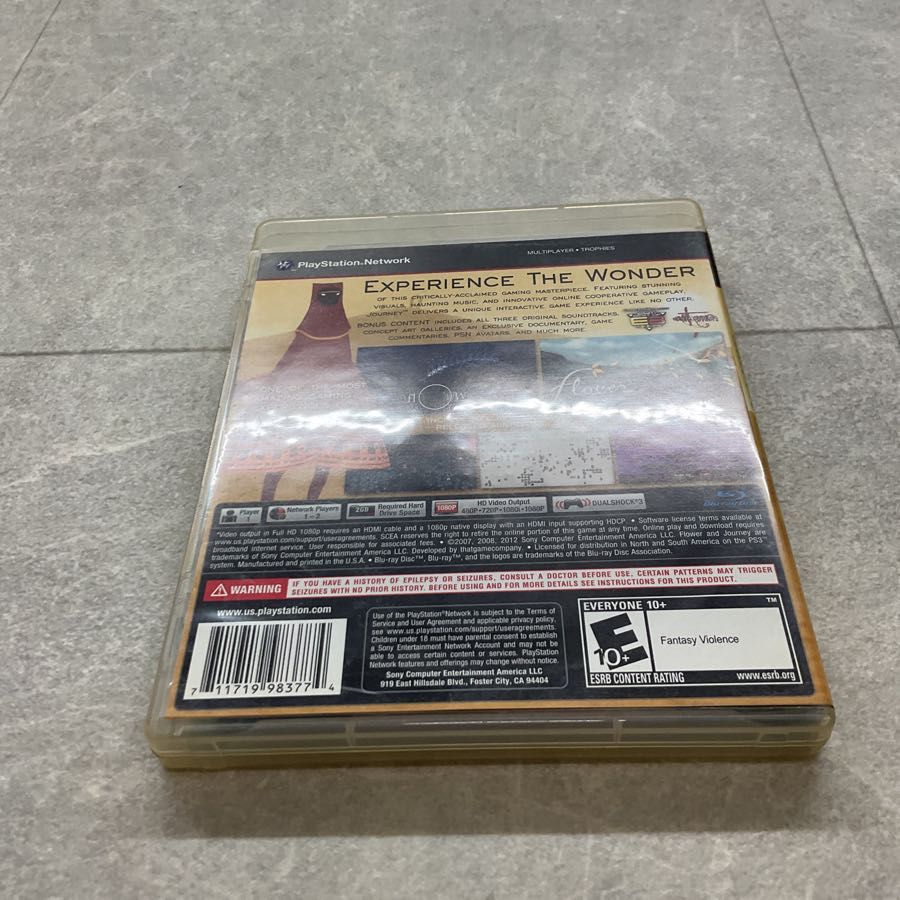 PlayStation®Network
MULTIPLAYER • TROPHIES
EXPERIENCE THE WONDER
OF THIS CRITICALLY-ACCLAIMED GAMING MASTERPIECE. FEATURING STUNNING
VISUALS, HAUNTING MUSIC, AND INNOVATIVE ONLINE COOPERATIVE GAMEPLAY,
JOURNEY™ DELIVERS A UNIQUE INTERACTIVE GAME EXPERIENCE LIKE NO OTHER.
BONUS CONTENT INCLUDES ALL THREE ORIGINAL SOUNDTRACKS,
CONCEPT ART GALLERIES, AN EXCLUSIVE DOCUMENTARY, GAME
COMMENTARIES, PSN AVATARS, AND MUCH MORE.
ONE OF THE MOST
flOw
flower
Player
1
Network Players
1 - 2
2GB
Required Hard
Drive Space
1080P
HD Video Output
480P•720P•1080i•1080P
DUALSHOCK®3
Blu-ray Disc
*Video output in Full HD 1080p requires an HDMI cable and a 1080p native display with an HDMI input supporting HDCP. • Software license terms available at
www.us.playstation.com/support/useragreements. SCEA reserves the right to retire the online portion of this game at any time. Online play and download requires
broadband internet service. User responsible for associated fees. • ©2007, 2008, 2012 Sony Computer Entertainment America LLC. Flower and Journey are
trademarks of Sony Computer Entertainment America LLC. Developed by thatgamecompany. • Licensed for distribution in North and South America on the PS3™
system. Manufactured and printed in the U.S.A. • Blu-ray Disc™, Blu-ray™, and the logos are trademarks of the Blu-ray Disc Association.
WARNING
IF YOU HAVE A HISTORY OF EPILEPSY OR SEIZURES, CONSULT A DOCTOR BEFORE USE. CERTAIN PATTERNS MAY TRIGGER
SEIZURES WITH NO PRIOR HISTORY. BEFORE USING AND FOR MORE DETAILS SEE INSTRUCTIONS FOR THIS PRODUCT.
www.us.playstation.com
7 11719 98377 4
Use of the PlayStation®Network is subject to the Terms of
Service and User Agreement and applicable privacy policy,
see www.us.playstation.com/support/useragreements.
Children under 18 must have parental consent to establish
a Sony Entertainment Network Account and may not be
able to access certain content or services. PlayStation
Network features and offerings may change without notice.
Sony Computer Entertainment America LLC
919 East Hillsdale Blvd., Foster City, CA 94404
EVERYONE 10+
™
E
10+
Fantasy Violence
ESRB CONTENT RATING
www.esrb.org